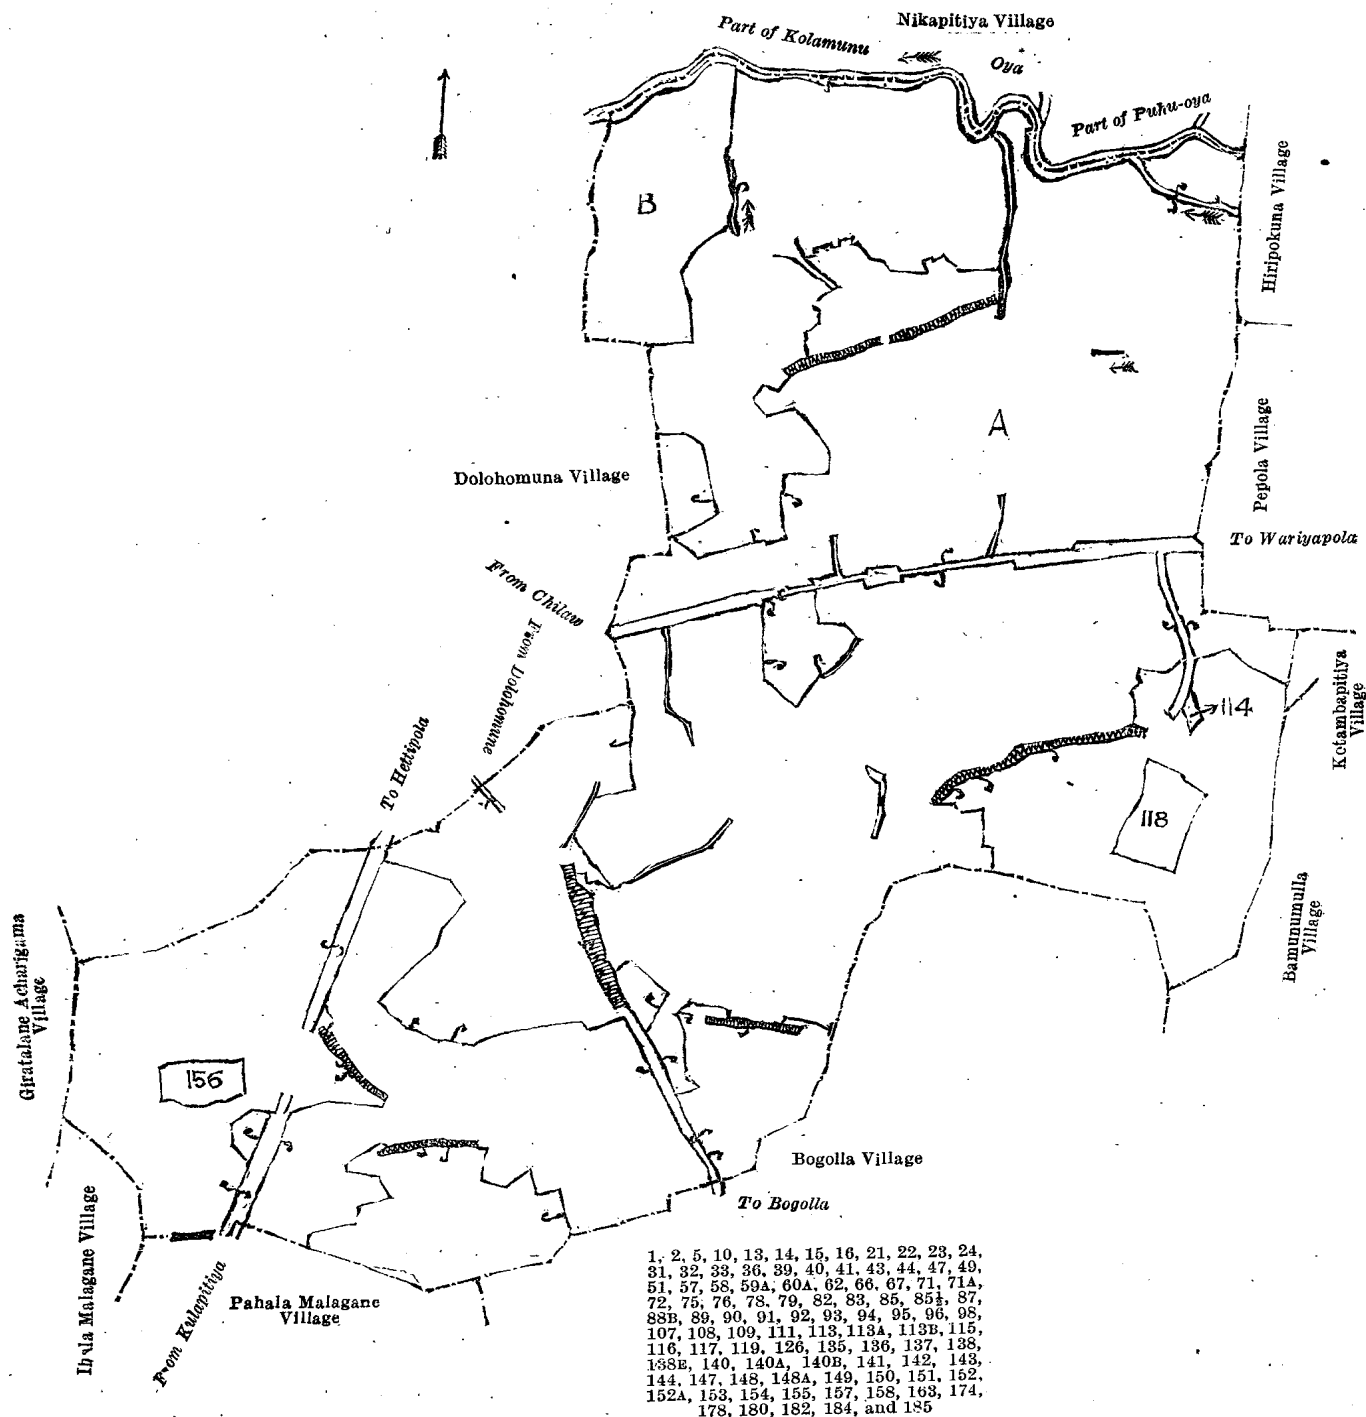 Nikapitiya Village
Part of Kolamunu
Oya
Part of Puhu-oya
Hiripokuna Village
B
A
Pepola Village
Dolohomuna Village
To Wariyapola
From Chilaw
From Dolohomune
To Hettipola
Kotambapitiya
Village
114
118
Bamunumulla
Village
Giratalane Acharigama
Village
156
Bogolla Village
To Bogolla
Ihala Malagane Village
From Kulapitiya
Pahala Malagane
Village
1, 2, 5, 10, 13, 14, 15, 16, 21, 22, 23, 24,
31, 32, 33, 36, 39, 40, 41, 43, 44, 47, 49,
51, 57, 58, 59A, 60A, 62, 66, 67, 71, 71A,
72, 75, 76, 78, 79, 82, 83, 85, 85½, 87,
88B, 89, 90, 91, 92, 93, 94, 95, 96, 98,
107, 108, 109, 111, 113, 113A, 113B, 115,
116, 117, 119, 126, 135, 136, 137, 138,
138E, 140, 140A, 140B, 141, 142, 143,
144, 147, 148, 148A, 149, 150, 151, 152,
152A, 153, 154, 155, 157, 158, 163, 174,
178, 180, 182, 184, and 185